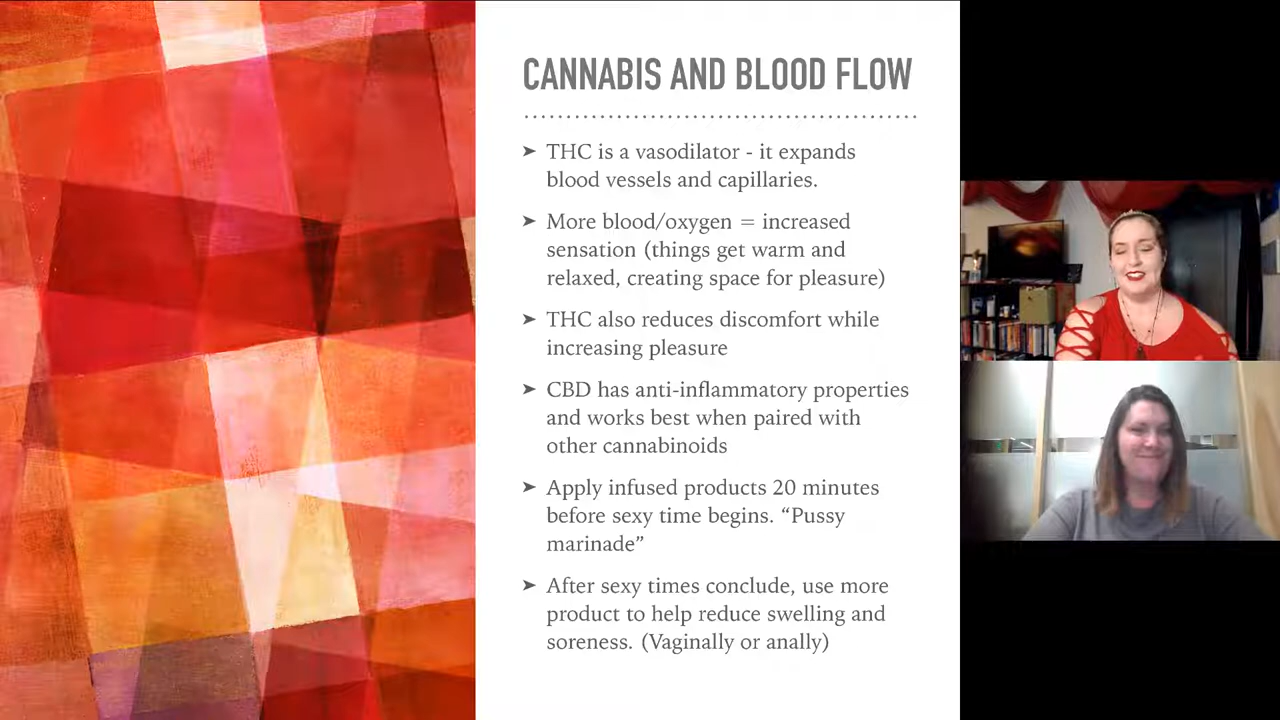 CANNABIS AND BLOOD FLOW
➤ THC is a vasodilator - it expands
blood vessels and capillaries.
➤ More blood/oxygen = increased
sensation (things get warm and
relaxed, creating space for pleasure)
➤ THC also reduces discomfort while
increasing pleasure
➤ CBD has anti-inflammatory properties
and works best when paired with
other cannabinoids
➤ Apply infused products 20 minutes
before sexy time begins. “Pussy
marinade”
➤ After sexy times conclude, use more
product to help reduce swelling and
soreness. (Vaginally or anally)